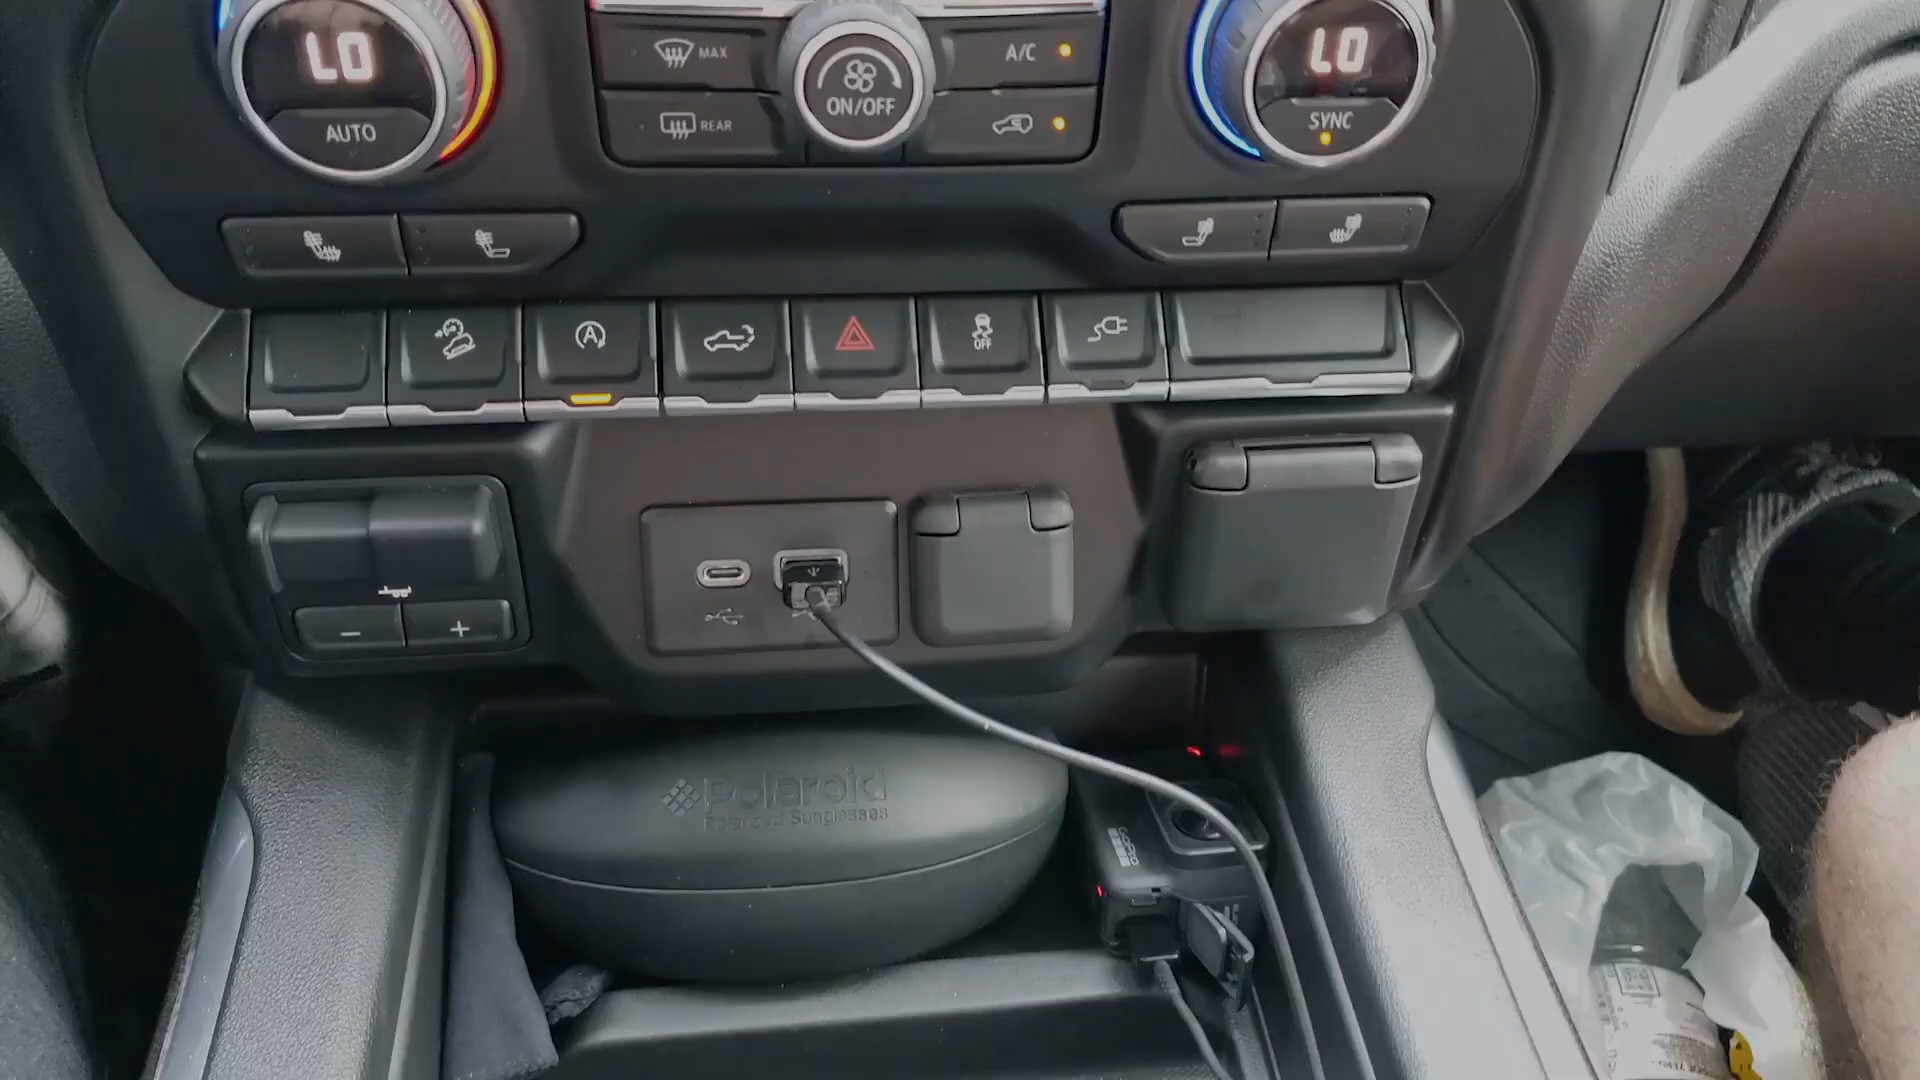 LO
AUTO
MAX
REAR
ON/OFF
A/C
LO
SYNC
A
OFF
− +
Polaroid
Polarized Sunglasses
GoPro